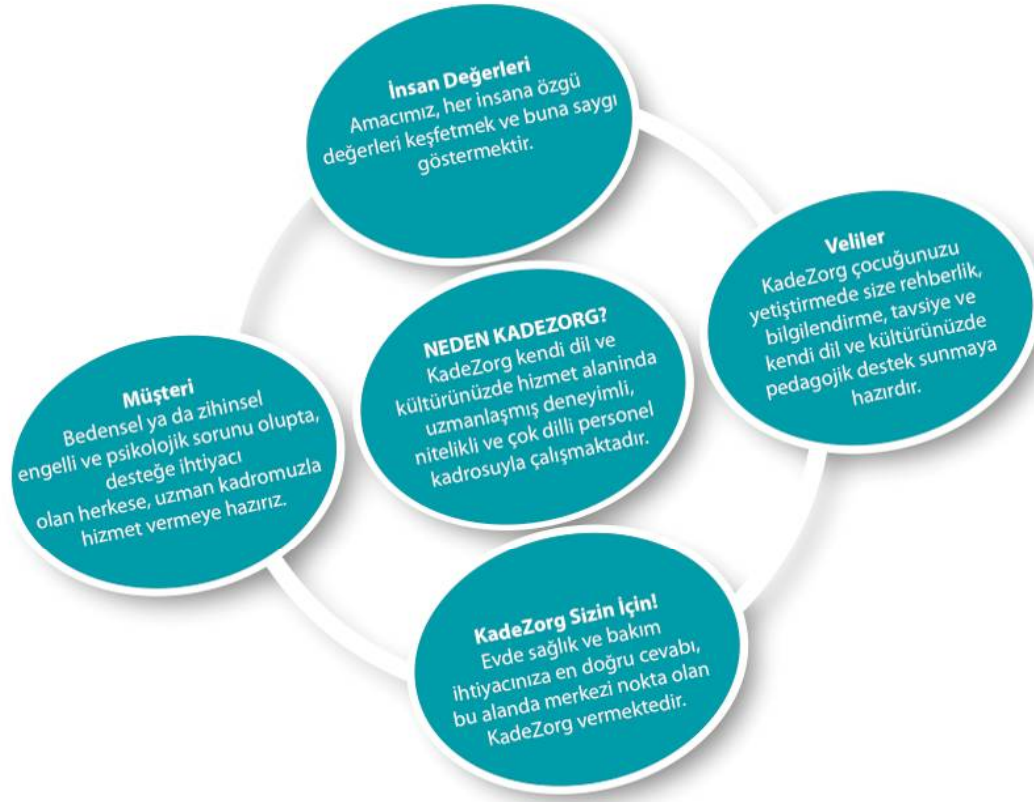 İnsan Değerleri
Amacımız, her insana özgü
değerleri keşfetmek ve buna saygı
göstermektir.
Veliler
KadeZorg çocuğunuzu
yetiştirmede size rehberlik,
bilgilendirme, tavsiye ve
kendi dil ve kültürünüzde
pedagojik destek sunmaya
hazırdır.
NEDEN KADEZORG?
KadeZorg kendi dil ve
kültürünüzde hizmet alaninda
uzmanlaşmış deneyimli,
nitelikli ve çok dilli personel
kadrosuyla çalışmaktadır.
Müşteri
Bedensel ya da zihinsel
engelli ve psikolojik sorunu olupta,
desteğe ihtiyacı
olan herkese, uzman kadromuzla
hizmet vermeye hazırız.
KadeZorg Sizin İçin!
Evde sağlık ve bakım
ihtiyacınıza en doğru cevabı,
bu alanda merkezi nokta olan
KadeZorg vermektedir.